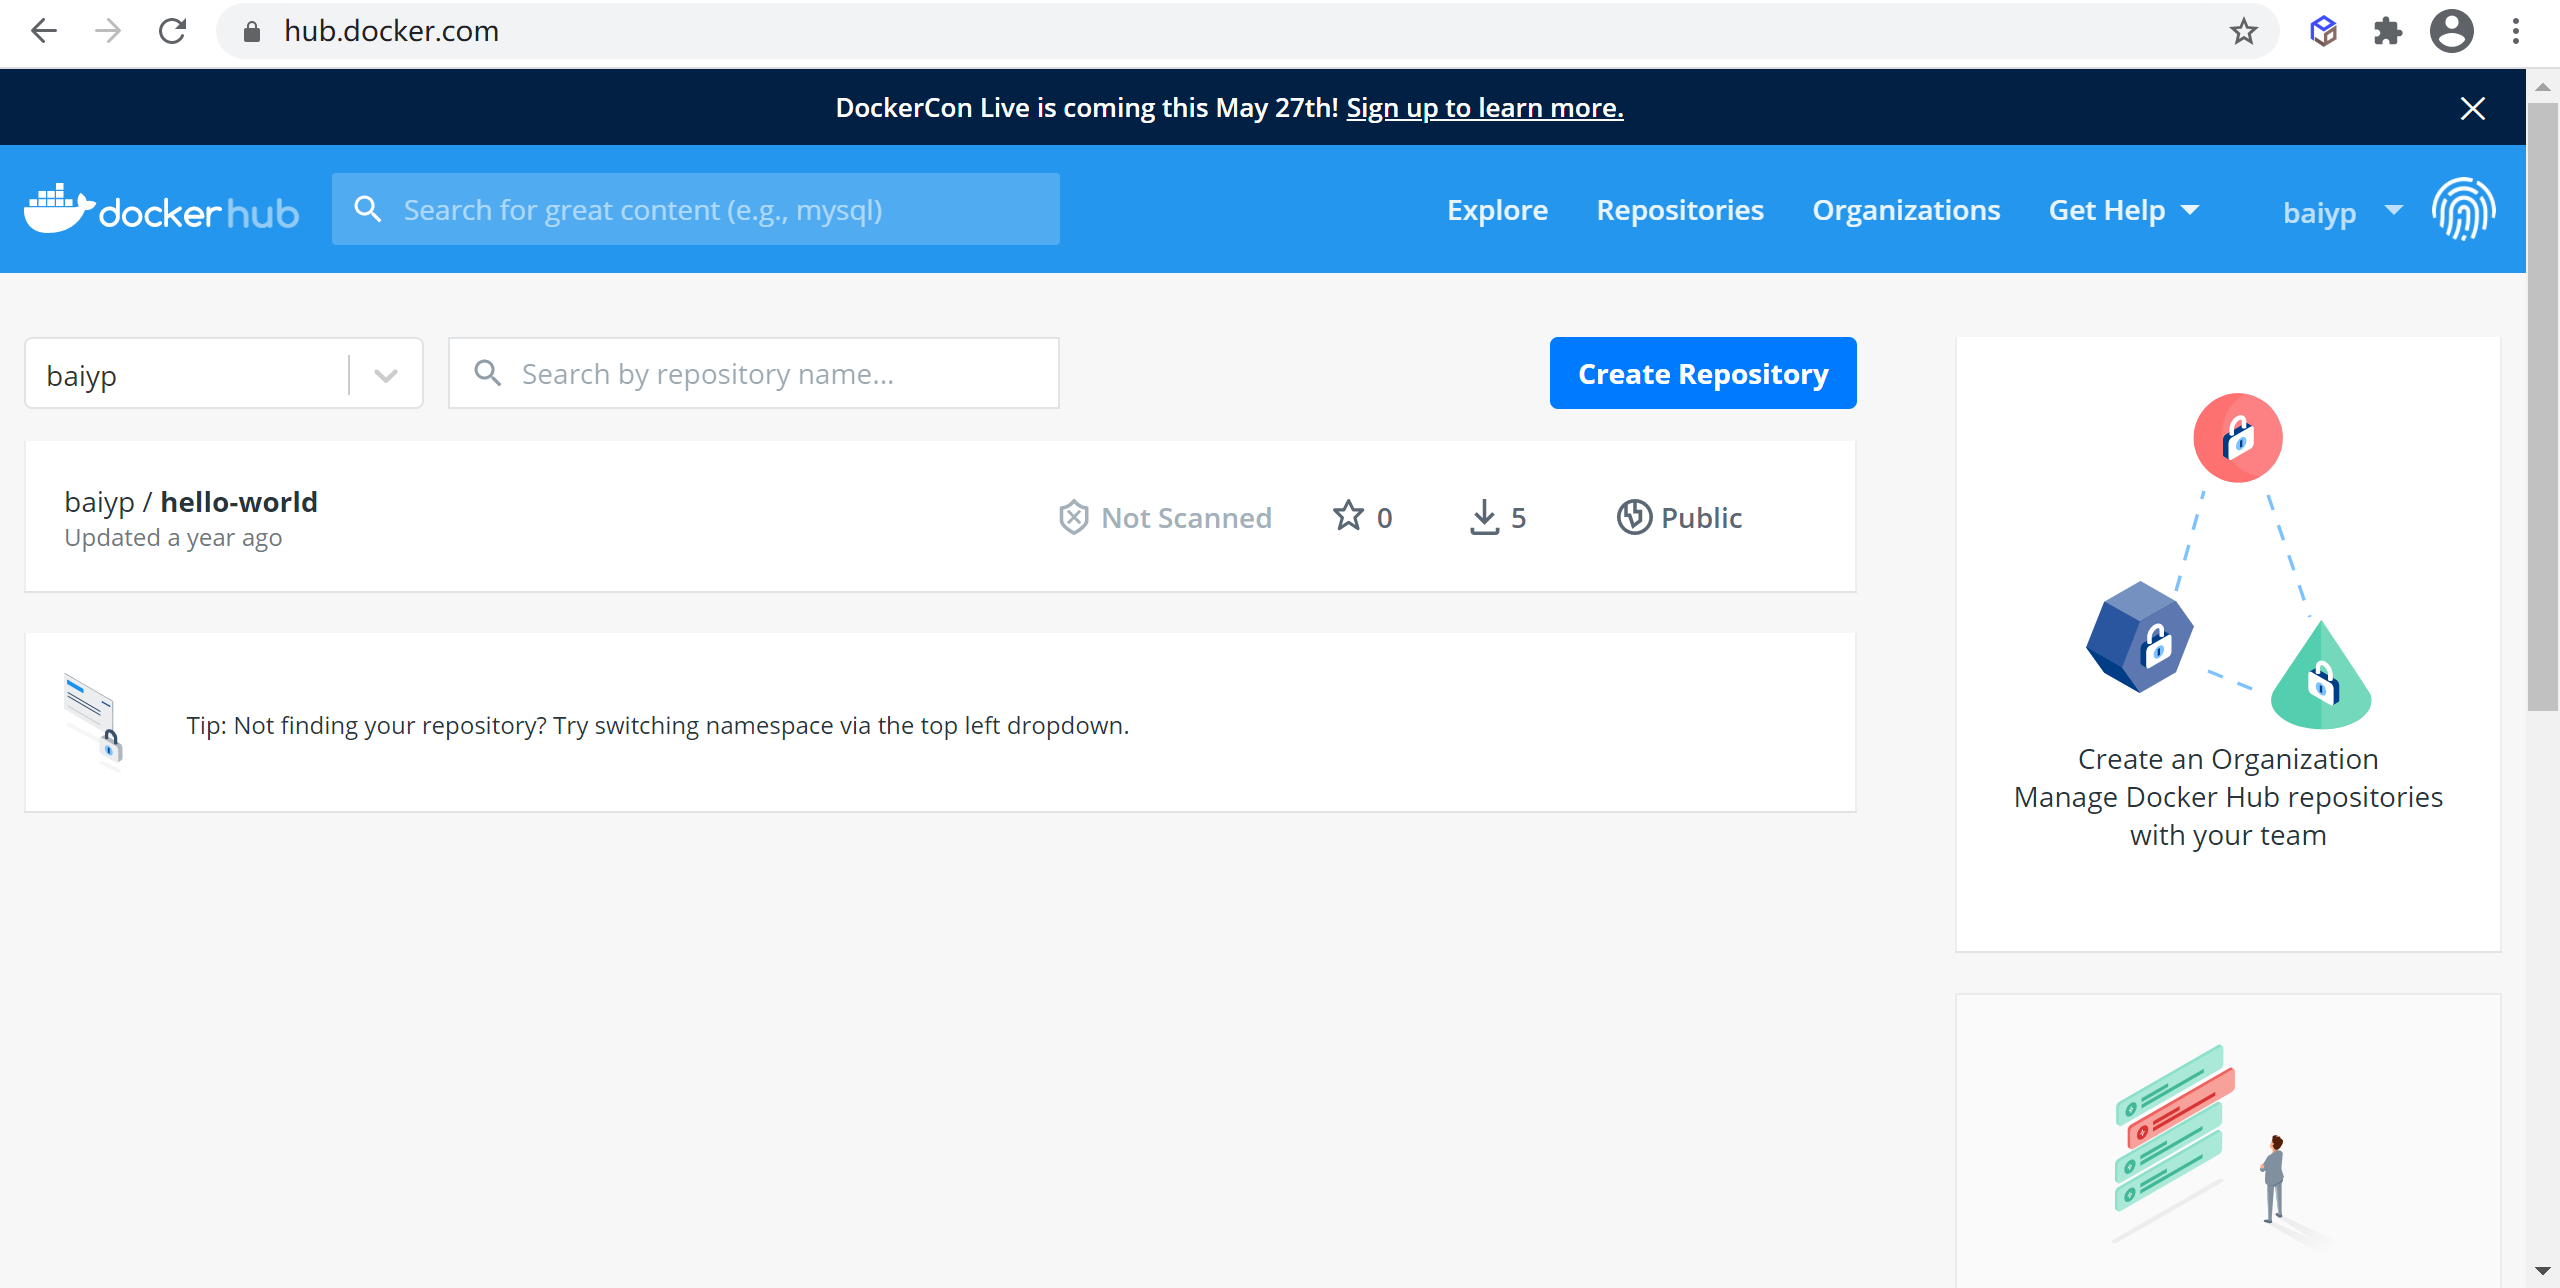 hub.docker.com
DockerCon Live is coming this May 27th! Sign up to learn more.
dockerhub
Search for great content (e.g., mysql)
Explore
Repositories
Organizations
Get Help
baiyp
baiyp
Search by repository name...
Create Repository
baiyp / hello-world
Updated a year ago
Not Scanned
0
5
Public
Tip: Not finding your repository? Try switching namespace via the top left dropdown.
Create an Organization
Manage Docker Hub repositories
with your team